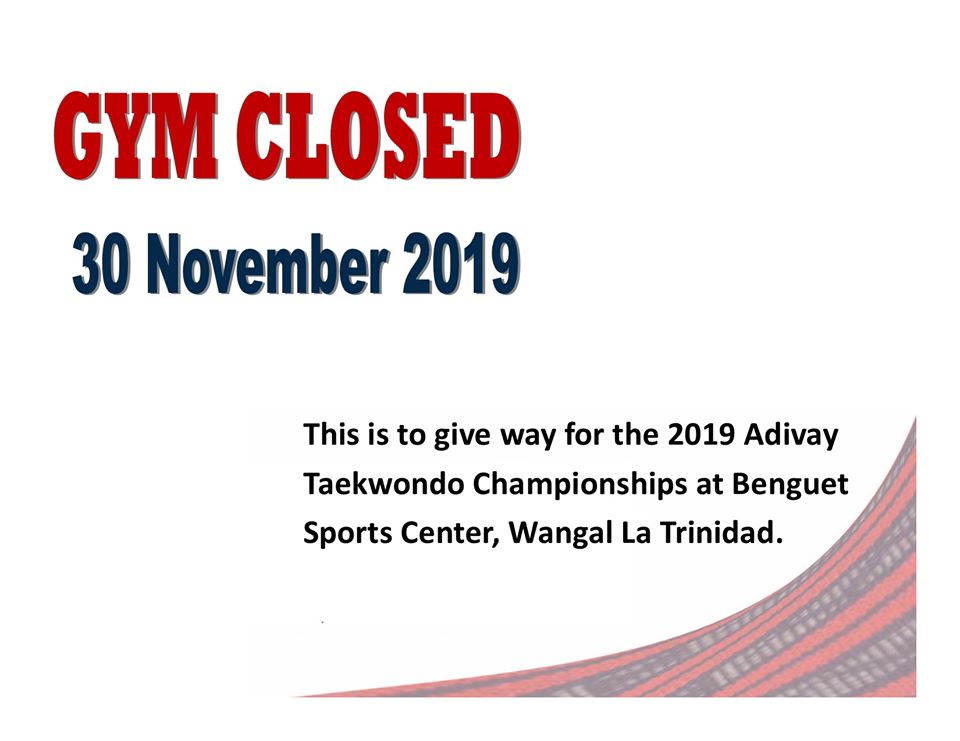 GYM CLOSED
30 November 2019
This is to give way for the 2019 Adivay
Taekwondo Championships at Benguet
Sports Center, Wangal La Trinidad.